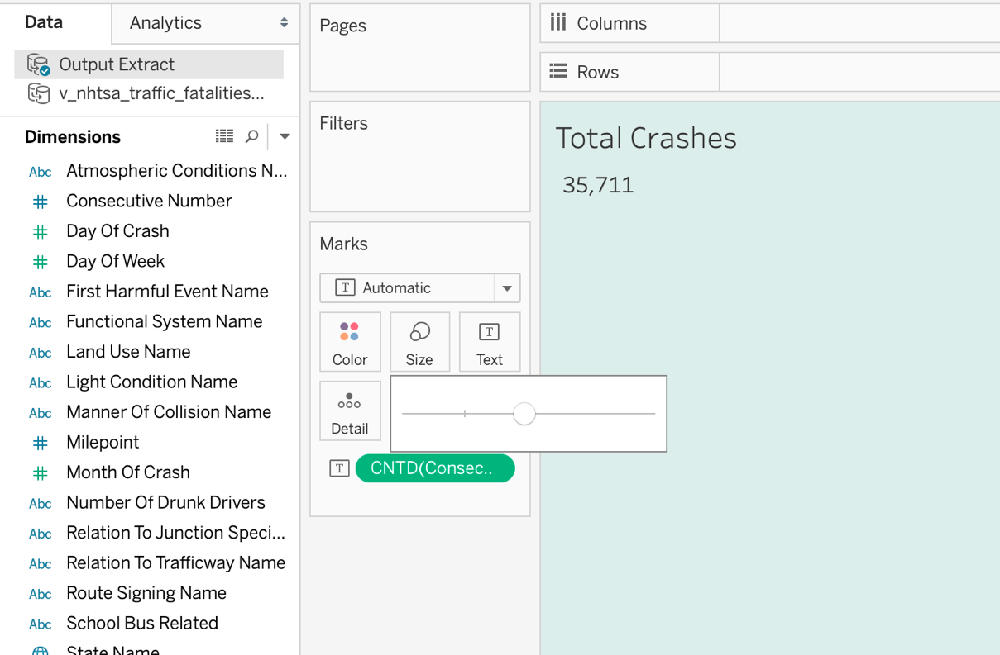 Data
Analytics
Output Extract
v_nhtsa_traffic_fatalities...
Dimensions
Abc Atmospheric Conditions N...
# Consecutive Number
# Day Of Crash
# Day Of Week
Abc First Harmful Event Name
Abc Functional System Name
Abc Land Use Name
Abc Light Condition Name
Abc Manner Of Collision Name
# Milepoint
# Month Of Crash
Abc Number Of Drunk Drivers
Abc Relation To Junction Speci...
Abc Relation To Trafficway Name
Abc Route Signing Name
Abc School Bus Related
State Name
Pages
Filters
Marks
T Automatic
Color
Size
T Text
Detail
T CNTD(Consec..
Columns
Rows
Total Crashes
35,711